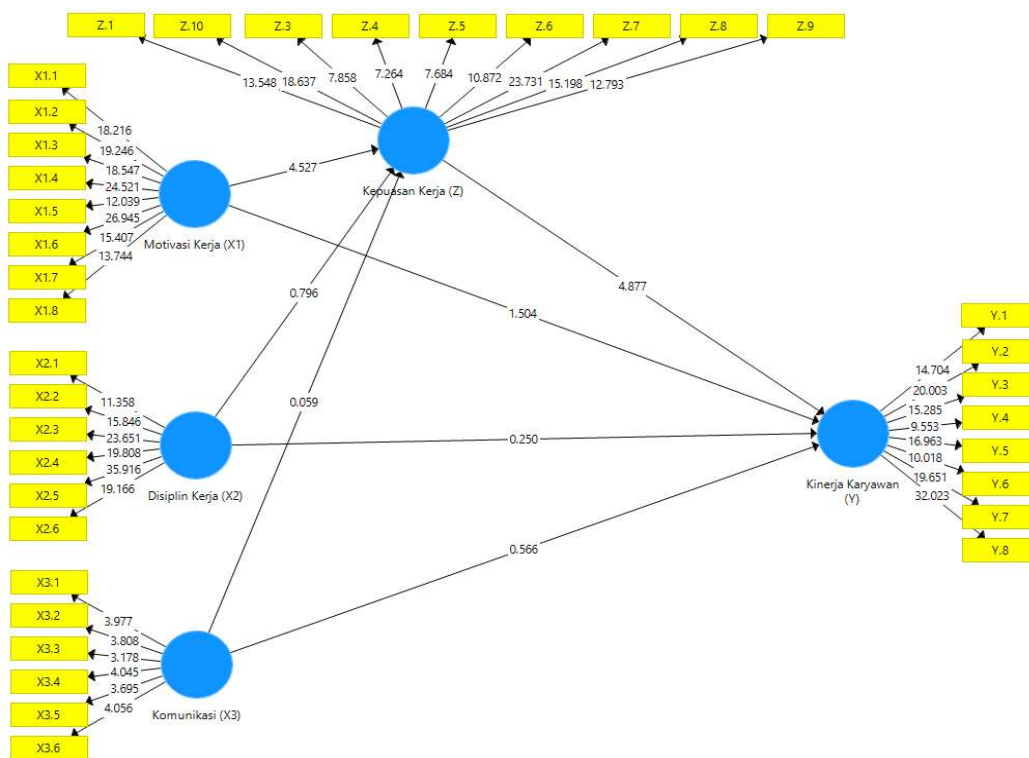 Z.1
Z.10
Z.3
Z.4
Z.5
Z.6
Z.7
Z.8
Z.9
13.548
18.637
7.858
7.264
7.684
10.872
23.731
15.198
12.793
X1.1
X1.2
X1.3
X1.4
X1.5
X1.6
X1.7
X1.8
18.216
19.246
18.547
24.521
12.039
26.945
15.407
13.744
Motivasi Kerja (X1)
4.527
Kepuasan Kerja (Z)
0.796
4.877
1.504
0.059
X2.1
X2.2
X2.3
X2.4
X2.5
X2.6
11.358
15.846
23.651
19.808
35.916
19.166
Disiplin Kerja (X2)
0.250
0.566
Y.1
Y.2
Y.3
Y.4
Y.5
Y.6
Y.7
Y.8
14.704
20.003
15.285
9.553
16.963
10.018
19.651
32.023
Kinerja Karyawan
(Y)
X3.1
X3.2
X3.3
X3.4
X3.5
X3.6
3.977
3.808
3.178
4.045
3.695
4.056
Komunikasi (X3)